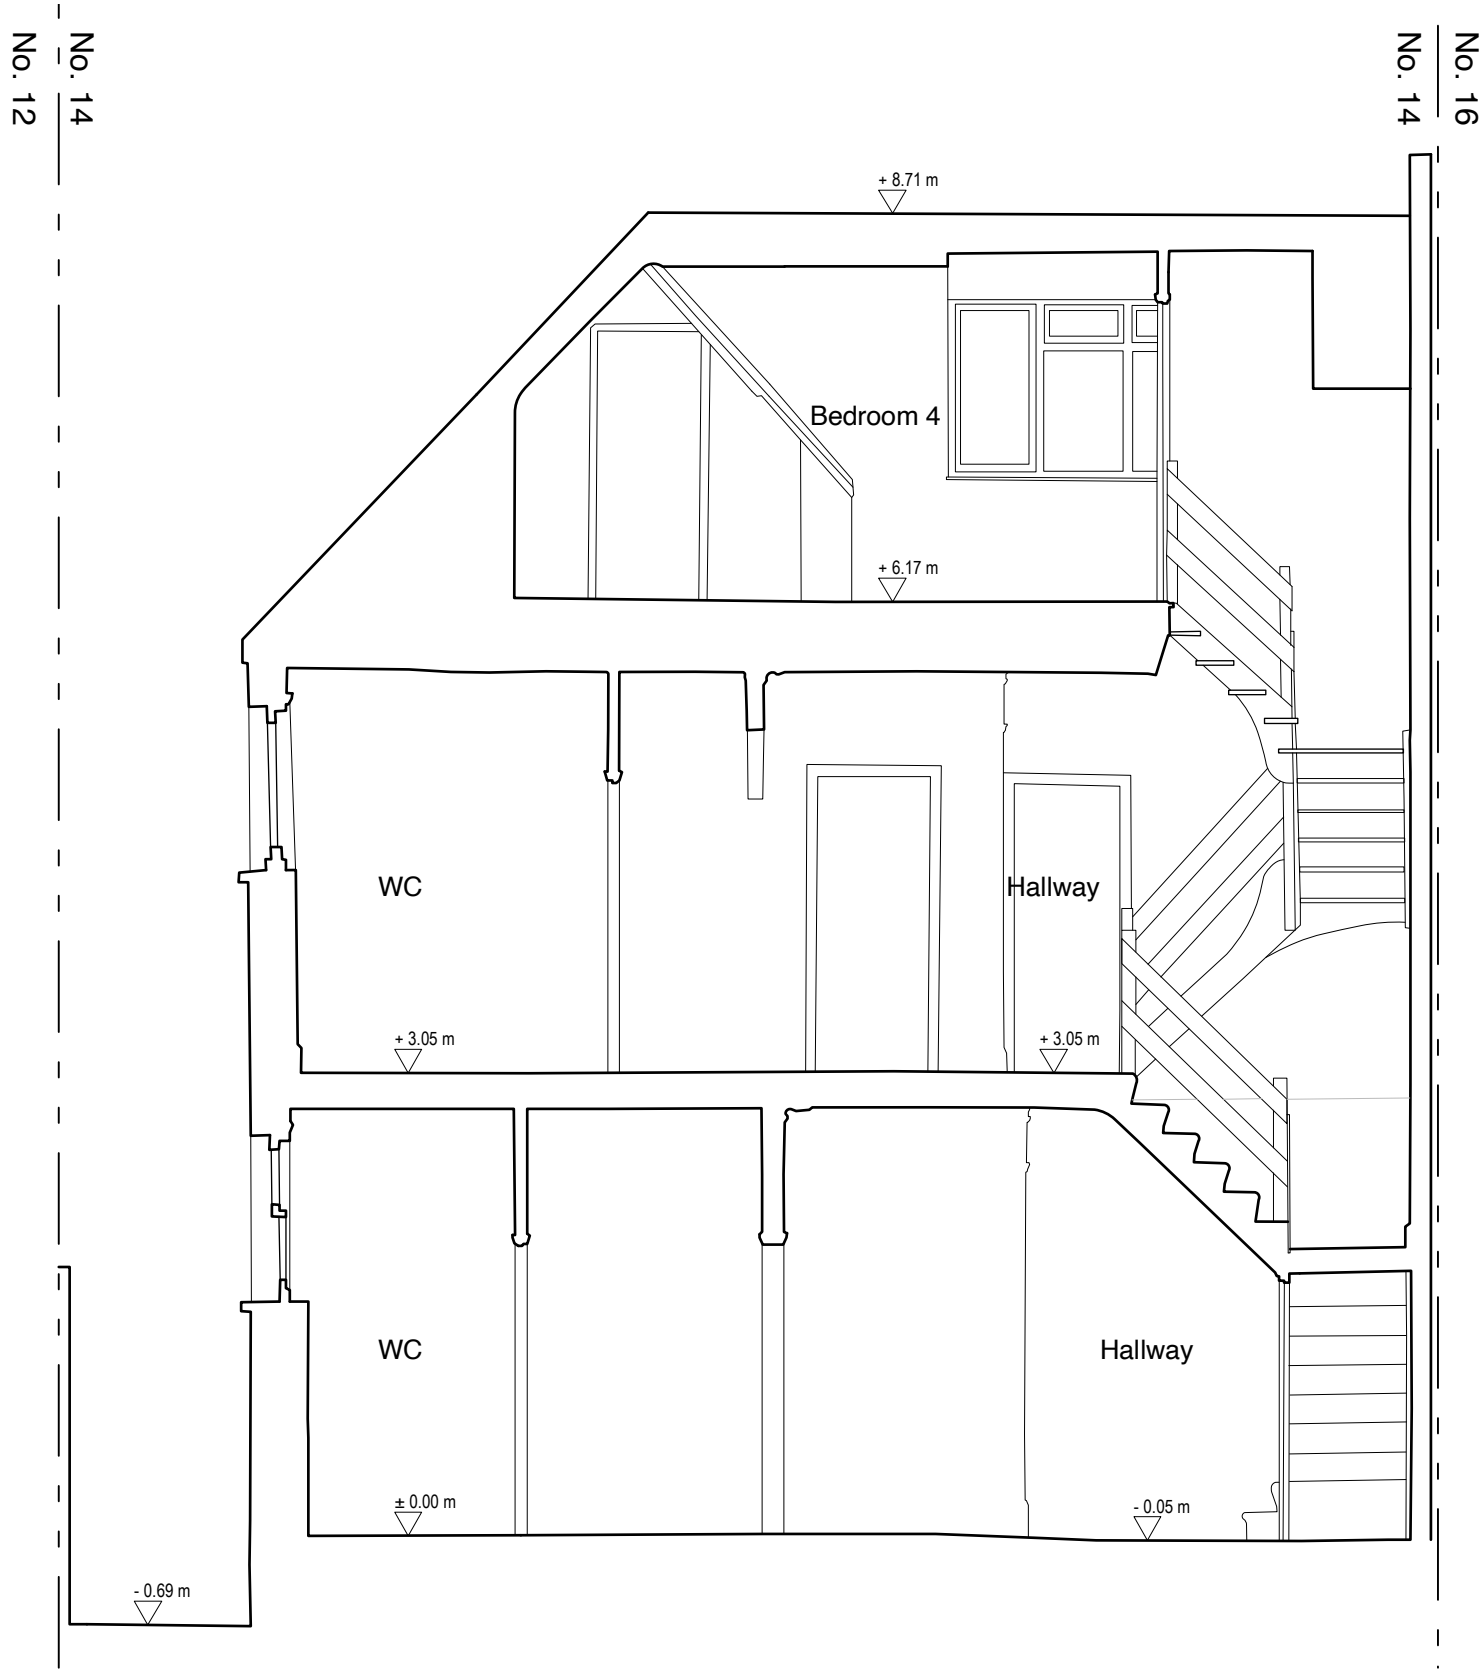 No. 12
No. 14
No. 14
No. 16
+ 8.71 m
Bedroom 4
+ 6.17 m
WC
Hallway
+ 3.05 m
+ 3.05 m
WC
Hallway
± 0.00 m
- 0.05 m
- 0.69 m